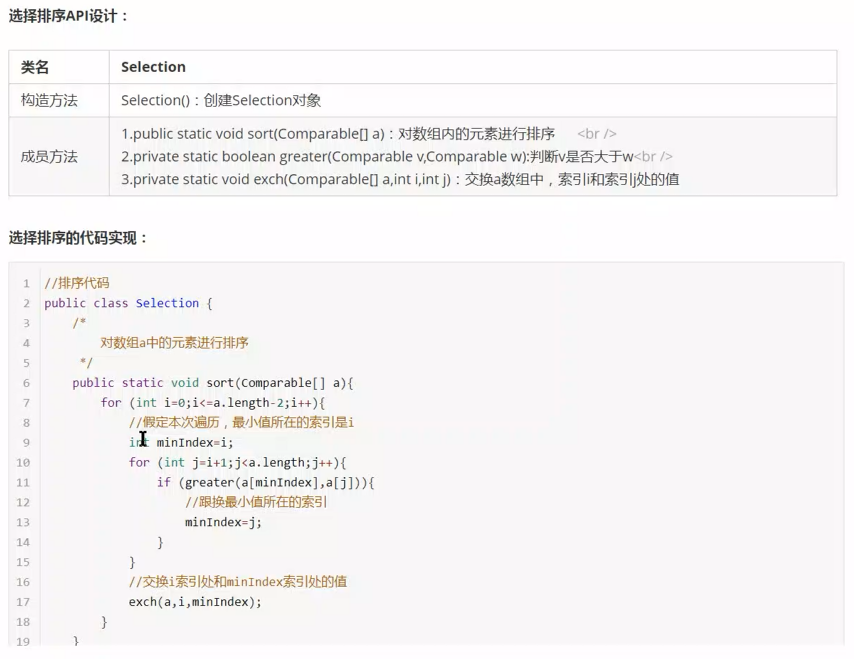 选择排序API设计：
类名 Selection
构造方法 Selection()：创建Selection对象
成员方法
1.public static void sort(Comparable[] a)：对数组内的元素进行排序 <br />
2.private static boolean greater(Comparable v,Comparable w):判断v是否大于w<br />
3.private static void exch(Comparable[] a,int i,int j)：交换a数组中，索引i和索引j处的值
选择排序的代码实现：
1 //排序代码
2 public class Selection {
3 /*
4 对数组a中的元素进行排序
5 */
6 public static void sort(Comparable[] a){
7 for (int i=0;i<=a.length-2;i++){
8 //假定本次遍历，最小值所在的索引是i
9 int minIndex=i;
10 for (int j=i+1;j<a.length;j++){
11 if (greater(a[minIndex],a[j])){
12 //跟换最小值所在的索引
13 minIndex=j;
14 }
15 }
16 //交换i索引处和minIndex索引处的值
17 exch(a,i,minIndex);
18 }
19 }